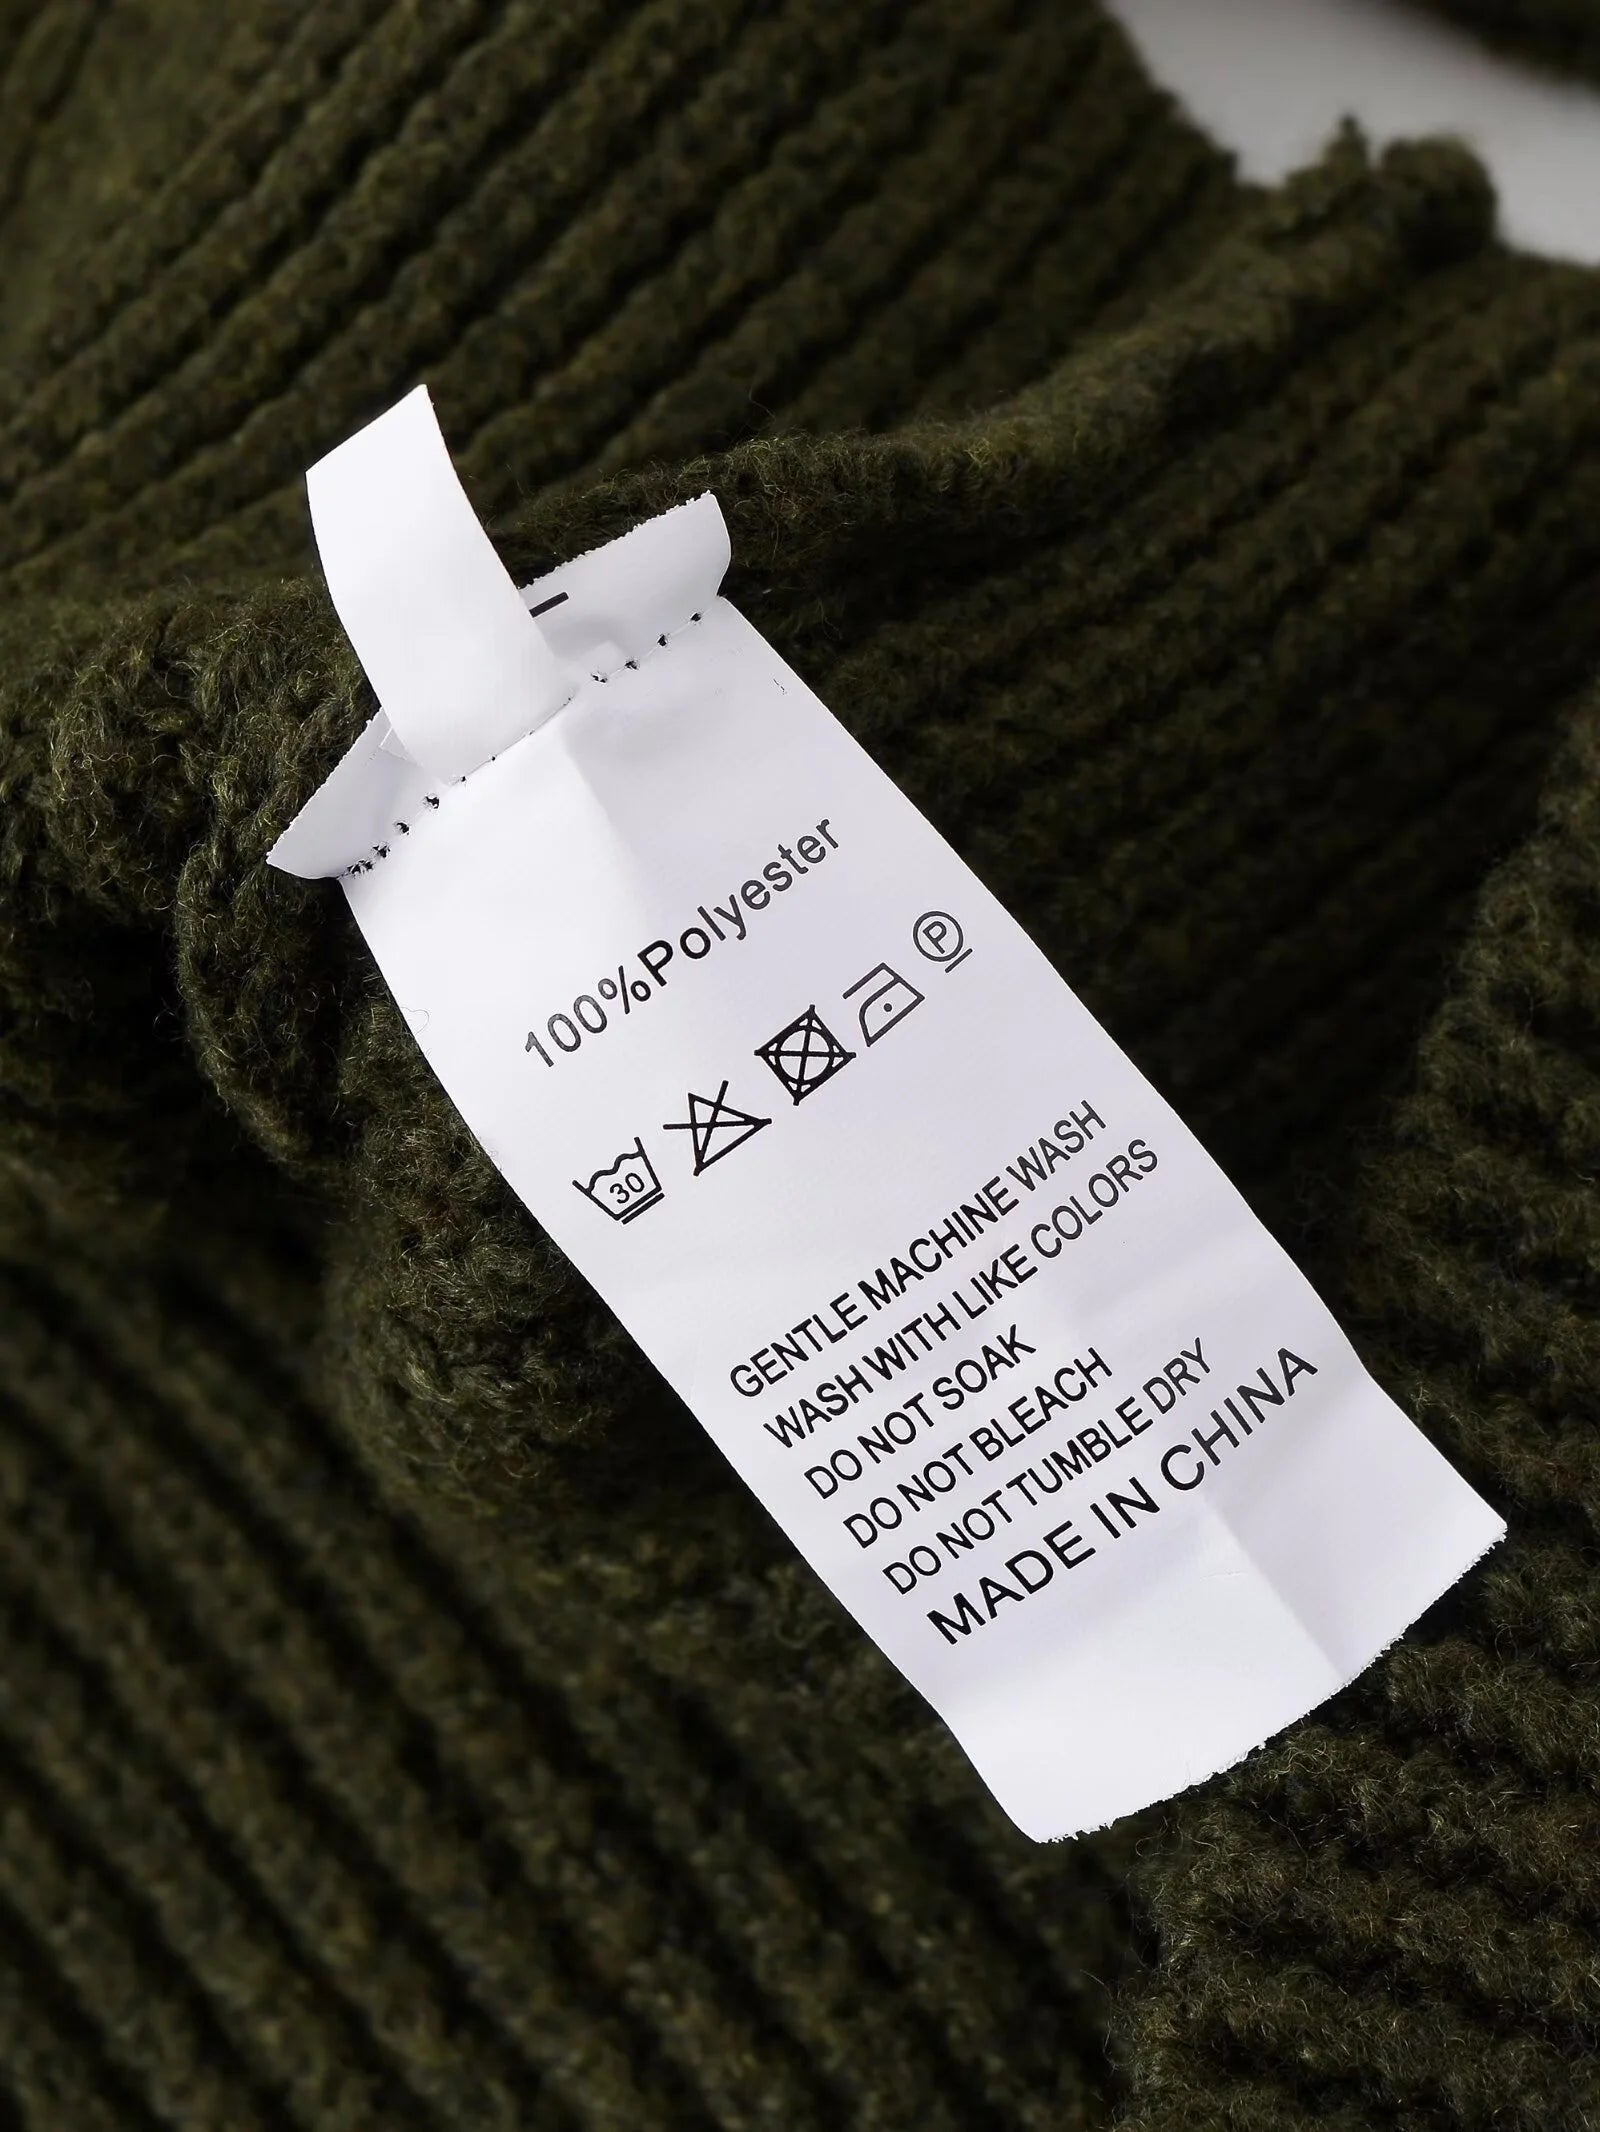 100%Polyester
30
P
GENTLE MACHINE WASH
WASH WITH LIKE COLORS
DO NOT SOAK
DO NOT BLEACH
DO NOT TUMBLE DRY
MADE IN CHINA